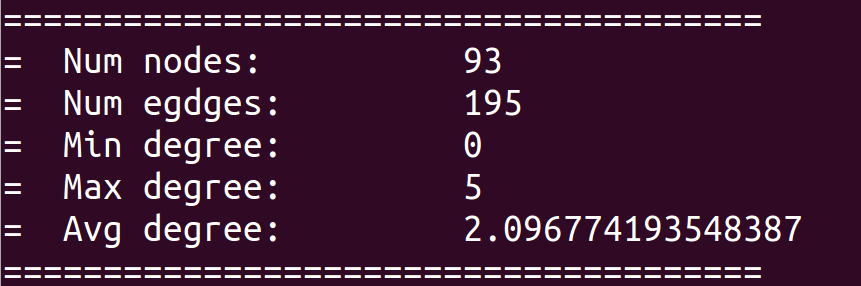 ======================================
=  Num nodes:          93
=  Num egdges:         195
=  Min degree:         0
=  Max degree:         5
=  Avg degree:         2.096774193548387
======================================